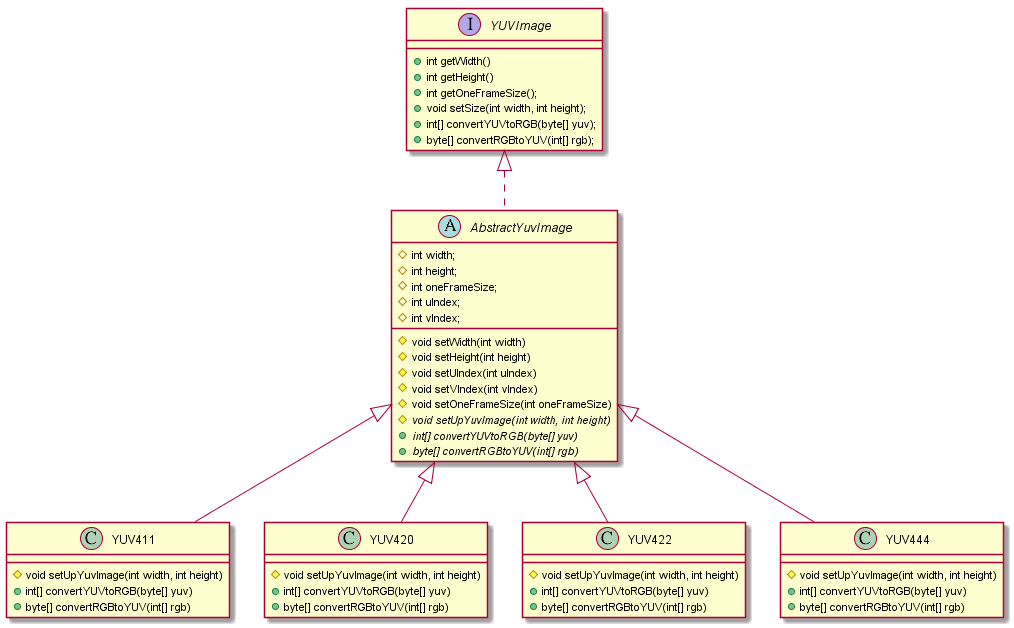 I YUVImage
int getWidth()
int getHeight()
int getOneFrameSize();
void setSize(int width, int height);
int[] convertYUVtoRGB(byte[] yuv);
byte[] convertRGBtoYUV(int[] rgb);
A AbstractYuvImage
int width;
int height;
int oneFrameSize;
int uIndex;
int vIndex;
void setWidth(int width)
void setHeight(int height)
void setUIndex(int uIndex)
void setVIndex(int vIndex)
void setOneFrameSize(int oneFrameSize)
void setUpYuvImage(int width, int height)
int[] convertYUVtoRGB(byte[] yuv)
byte[] convertRGBtoYUV(int[] rgb)
C YUV411
void setUpYuvImage(int width, int height)
int[] convertYUVtoRGB(byte[] yuv)
byte[] convertRGBtoYUV(int[] rgb)
C YUV420
void setUpYuvImage(int width, int height)
int[] convertYUVtoRGB(byte[] yuv)
byte[] convertRGBtoYUV(int[] rgb)
C YUV422
void setUpYuvImage(int width, int height)
int[] convertYUVtoRGB(byte[] yuv)
byte[] convertRGBtoYUV(int[] rgb)
C YUV444
void setUpYuvImage(int width, int height)
int[] convertYUVtoRGB(byte[] yuv)
byte[] convertRGBtoYUV(int[] rgb)